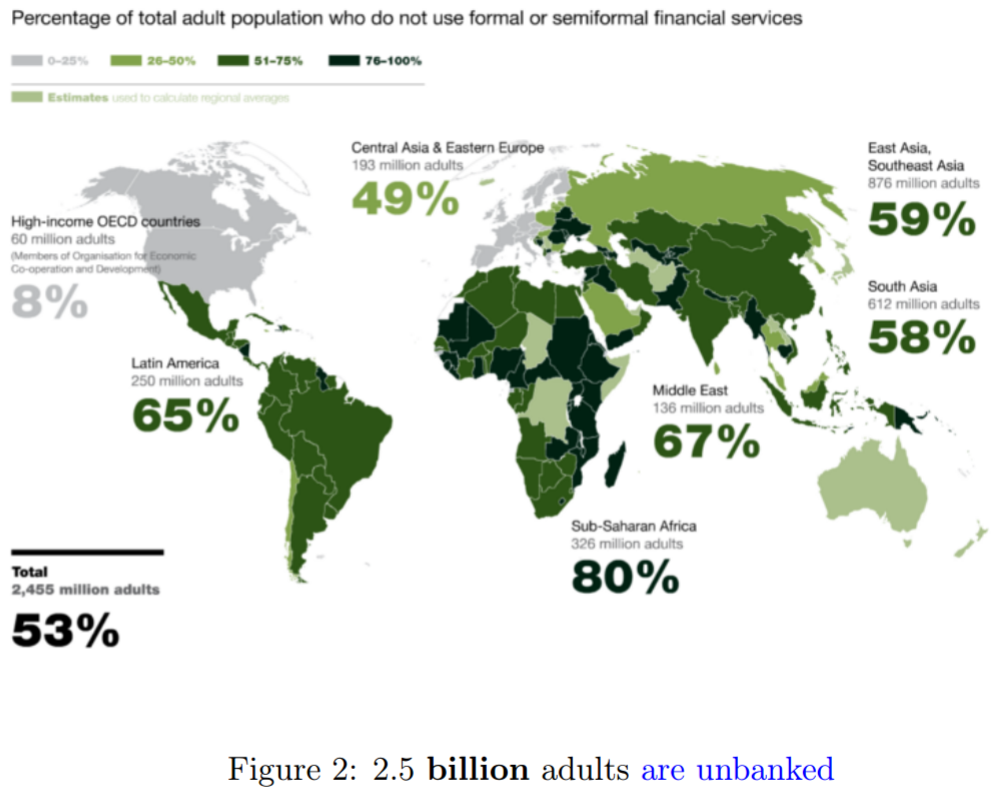 Percentage of total adult population who do not use formal or semiformal financial services
0–25% 26–50% 51–75% 76–100%
Estimates used to calculate regional averages
Central Asia & Eastern Europe
193 million adults
49%
East Asia,
Southeast Asia
876 million adults
59%
High-income OECD countries
60 million adults
(Members of Organisation for Economic
Co-operation and Development)
8%
South Asia
612 million adults
58%
Latin America
250 million adults
65%
Middle East
136 million adults
67%
Sub-Saharan Africa
326 million adults
80%
Total
2,455 million adults
53%
Figure 2: 2.5 billion adults are unbanked